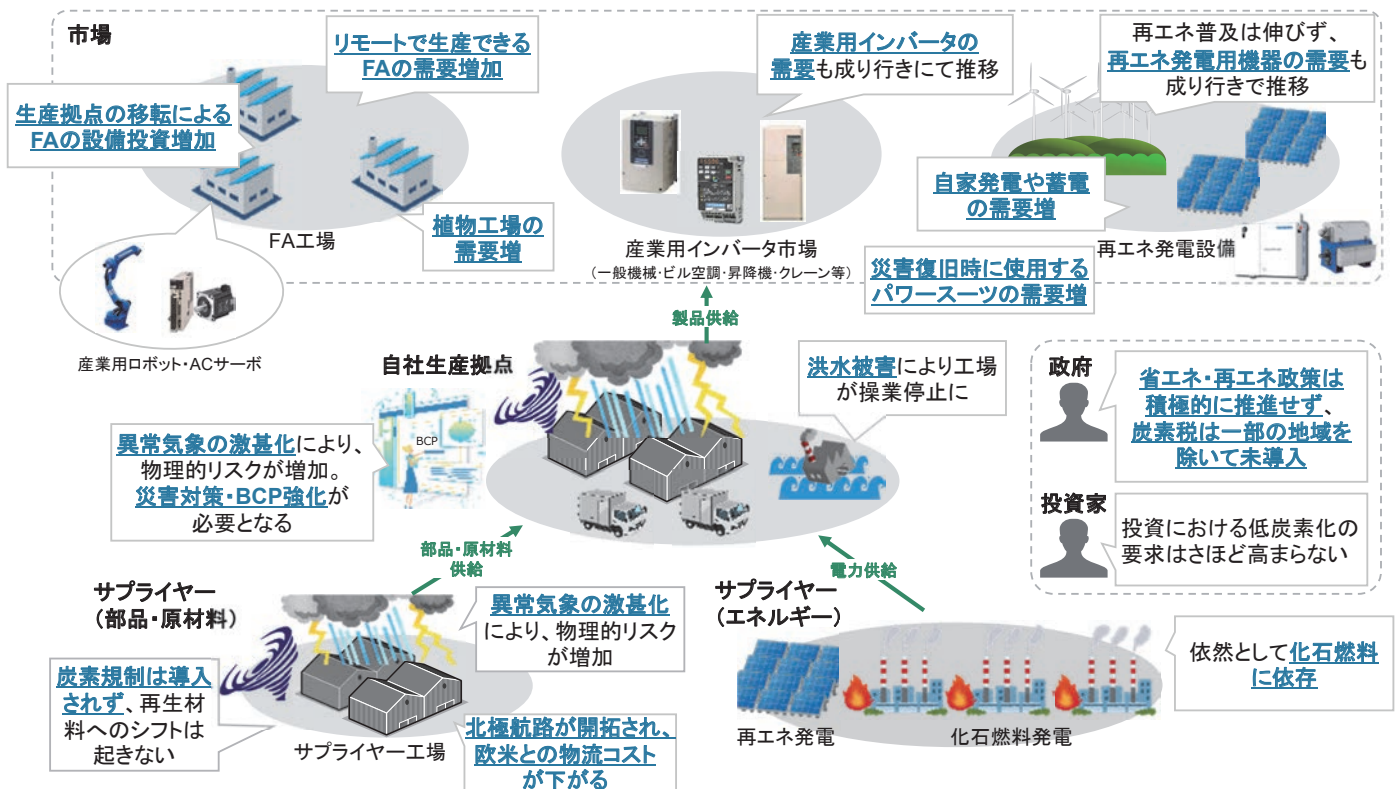 市場
リモートで生産できる
FAの需要増加
生産拠点の移転による
FAの設備投資増加
植物工場の
需要増
FA工場
産業用ロボット・ACサーボ
産業用インバータの
需要も成り行きにて推移
産業用インバータ市場
（一般機械・ビル空調・昇降機・クレーン等）
再エネ普及は伸びず、
再エネ発電用機器の需要も
成り行きで推移
自家発電や蓄電
の需要増
再エネ発電設備
災害復旧時に使用する
パワースーツの需要増
製品供給
自社生産拠点
BCP
異常気象の激甚化により、
物理的リスクが増加。
災害対策・BCP強化が
必要となる
洪水被害により工場
が操業停止に
政府
省エネ・再エネ政策は
積極的に推進せず、
炭素税は一部の地域を
除いて未導入
投資家
投資における低炭素化の
要求はさほど高まらない
部品・原材料
供給
電力供給
サプライヤー
（部品・原材料）
異常気象の激甚化
により、物理的リスク
が増加
炭素規制は導入
されず、再生材
料へのシフトは
起きない
サプライヤー工場
北極航路が開拓され、
欧米との物流コスト
が下がる
サプライヤー
（エネルギー）
再エネ発電
化石燃料発電
依然として化石燃料
に依存